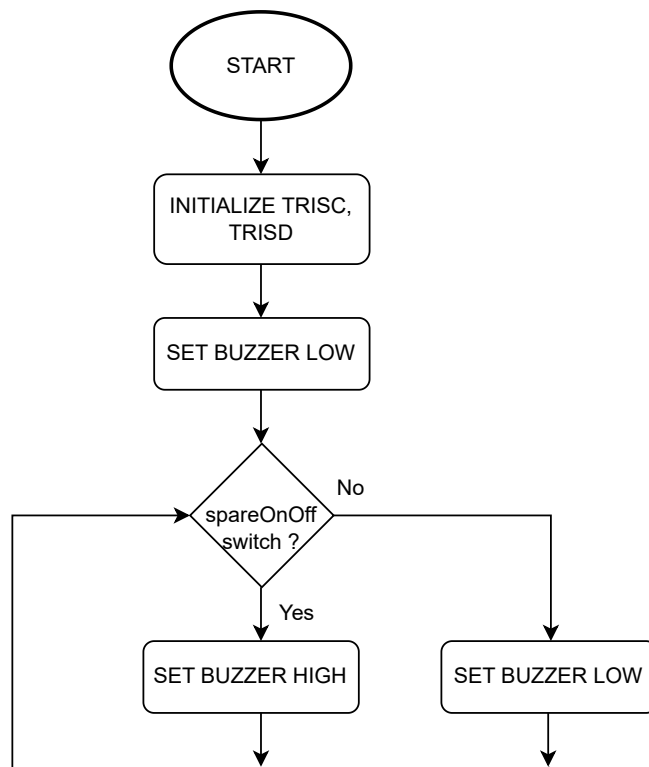 START
INITIALIZE TRISC,
TRISD
SET BUZZER LOW
No
spareOnOff
switch ?
Yes
SET BUZZER HIGH
SET BUZZER LOW